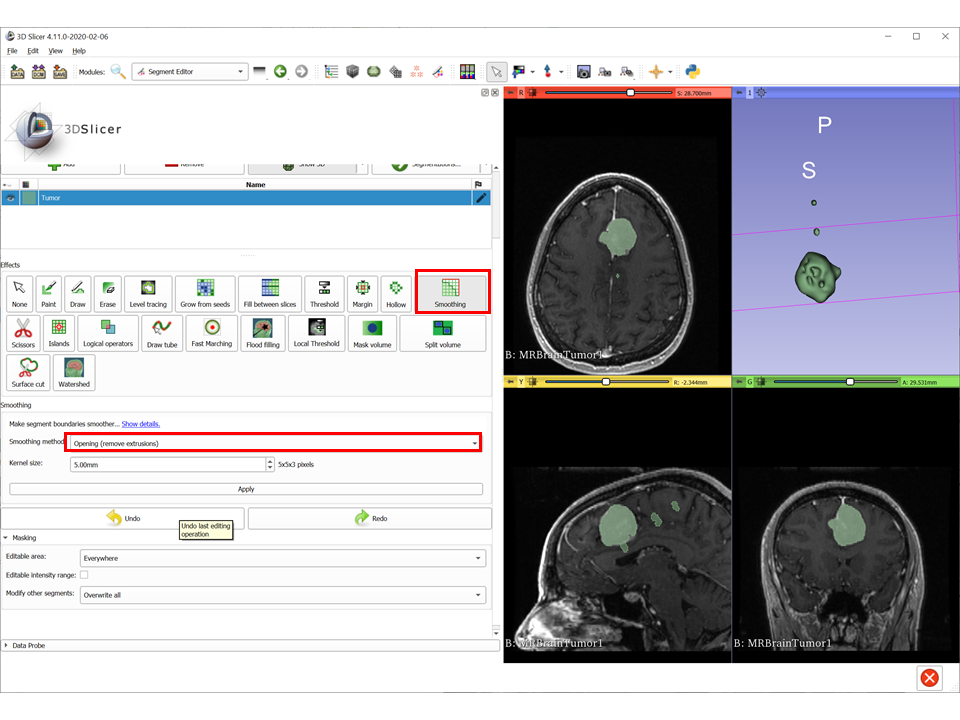 3D Slicer 4.11.0-2020-02-06
File Edit View Help
DATA DCM SAVE Modules: Segment Editor
R S: 28.700mm
1
3DSlicer
Add Remove Show 3D Segmentations...
Name
Tumor
P
S
Effects
None Paint Draw Erase Level tracing Grow from seeds Fill between slices Threshold Margin Hollow Smoothing
Scissors Islands Logical operators Draw tube Fast Marching Flood filling Local Threshold Mask volume Split volume
Surface cut Watershed
B: MRBrainTumor1
Y R: -2.344mm
G A: 29.531mm
Smoothing
Make segment boundaries smoother... Show details.
Smoothing method: Opening (remove extrusions)
Kernel size: 5.00mm 5x5x3 pixels
Apply
Undo Redo
Undo last editing
operation
Masking
Editable area: Everywhere
Editable intensity range:
Modify other segments: Overwrite all
Data Probe
B: MRBrainTumor1
B: MRBrainTumor1